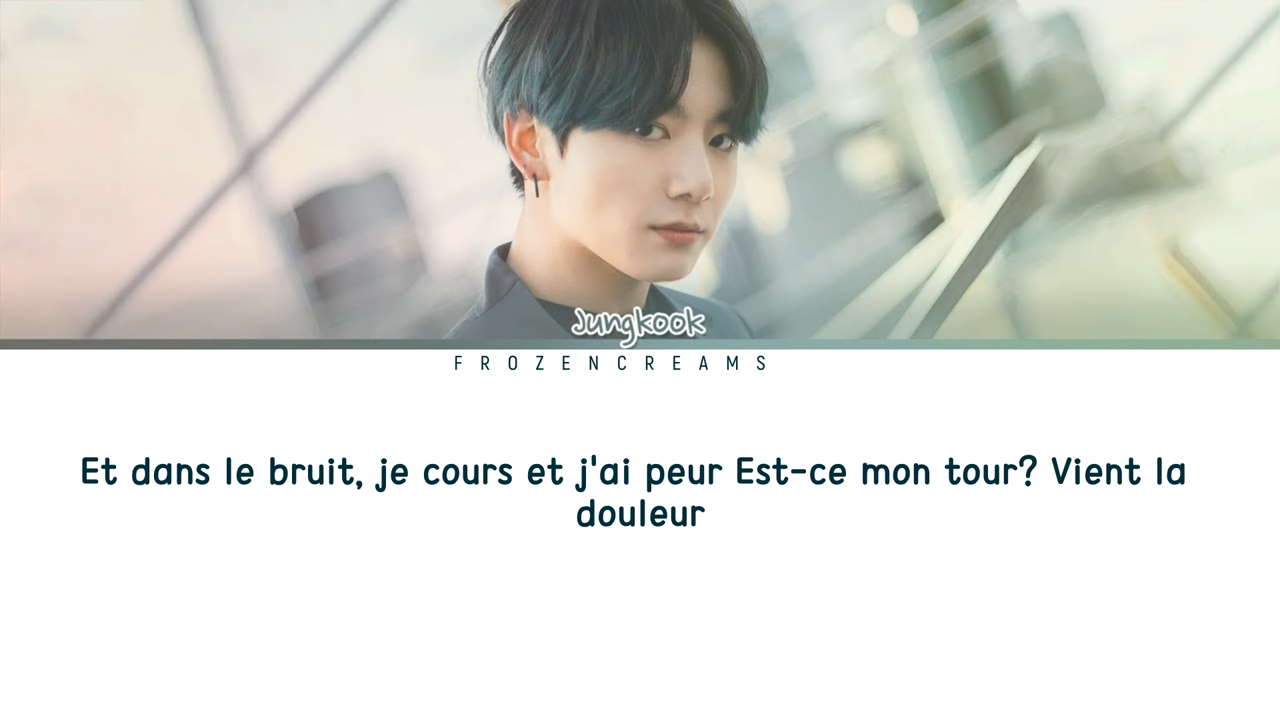 Jungkook
FROZENCREAMS
Et dans le bruit, je cours et j'ai peur Est-ce mon tour? Vient la
douleur